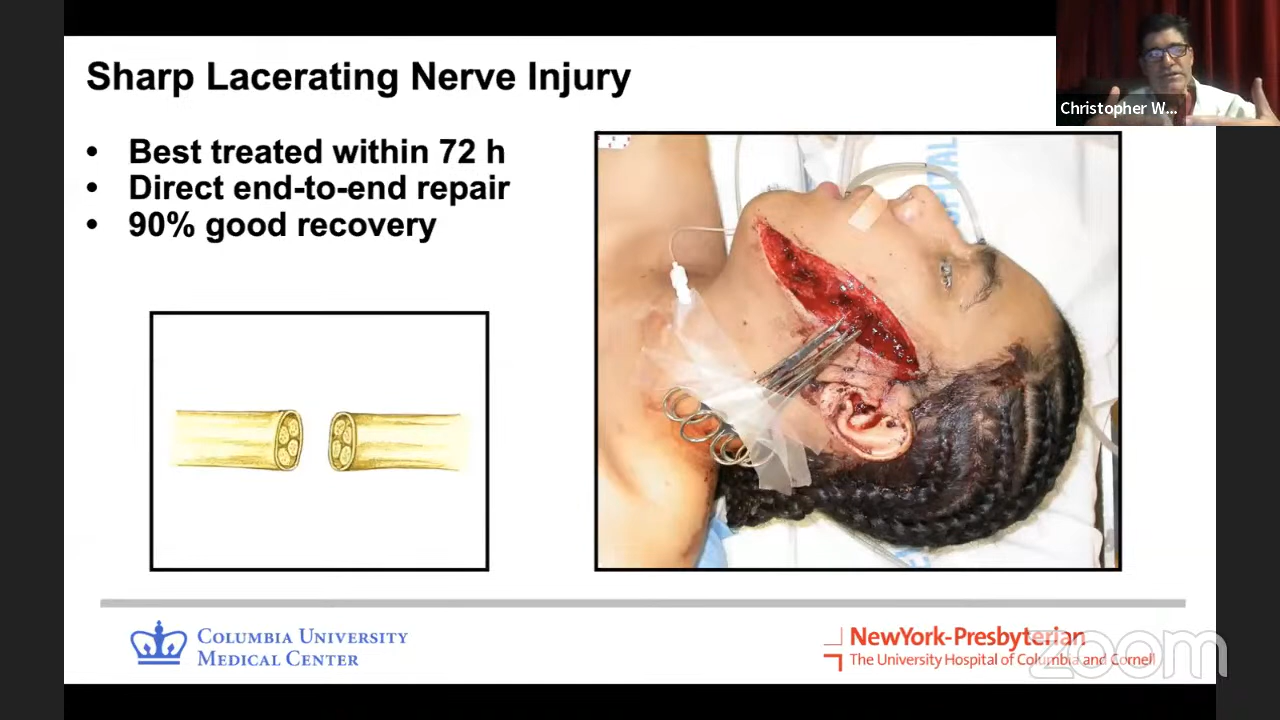 Sharp Lacerating Nerve Injury
Christopher W...
• Best treated within 72 h
• Direct end-to-end repair
• 90% good recovery
HOSPITAL
COLUMBIA UNIVERSITY
MEDICAL CENTER
NewYork-Presbyterian
The University Hospital of Columbia and Cornell
zoom